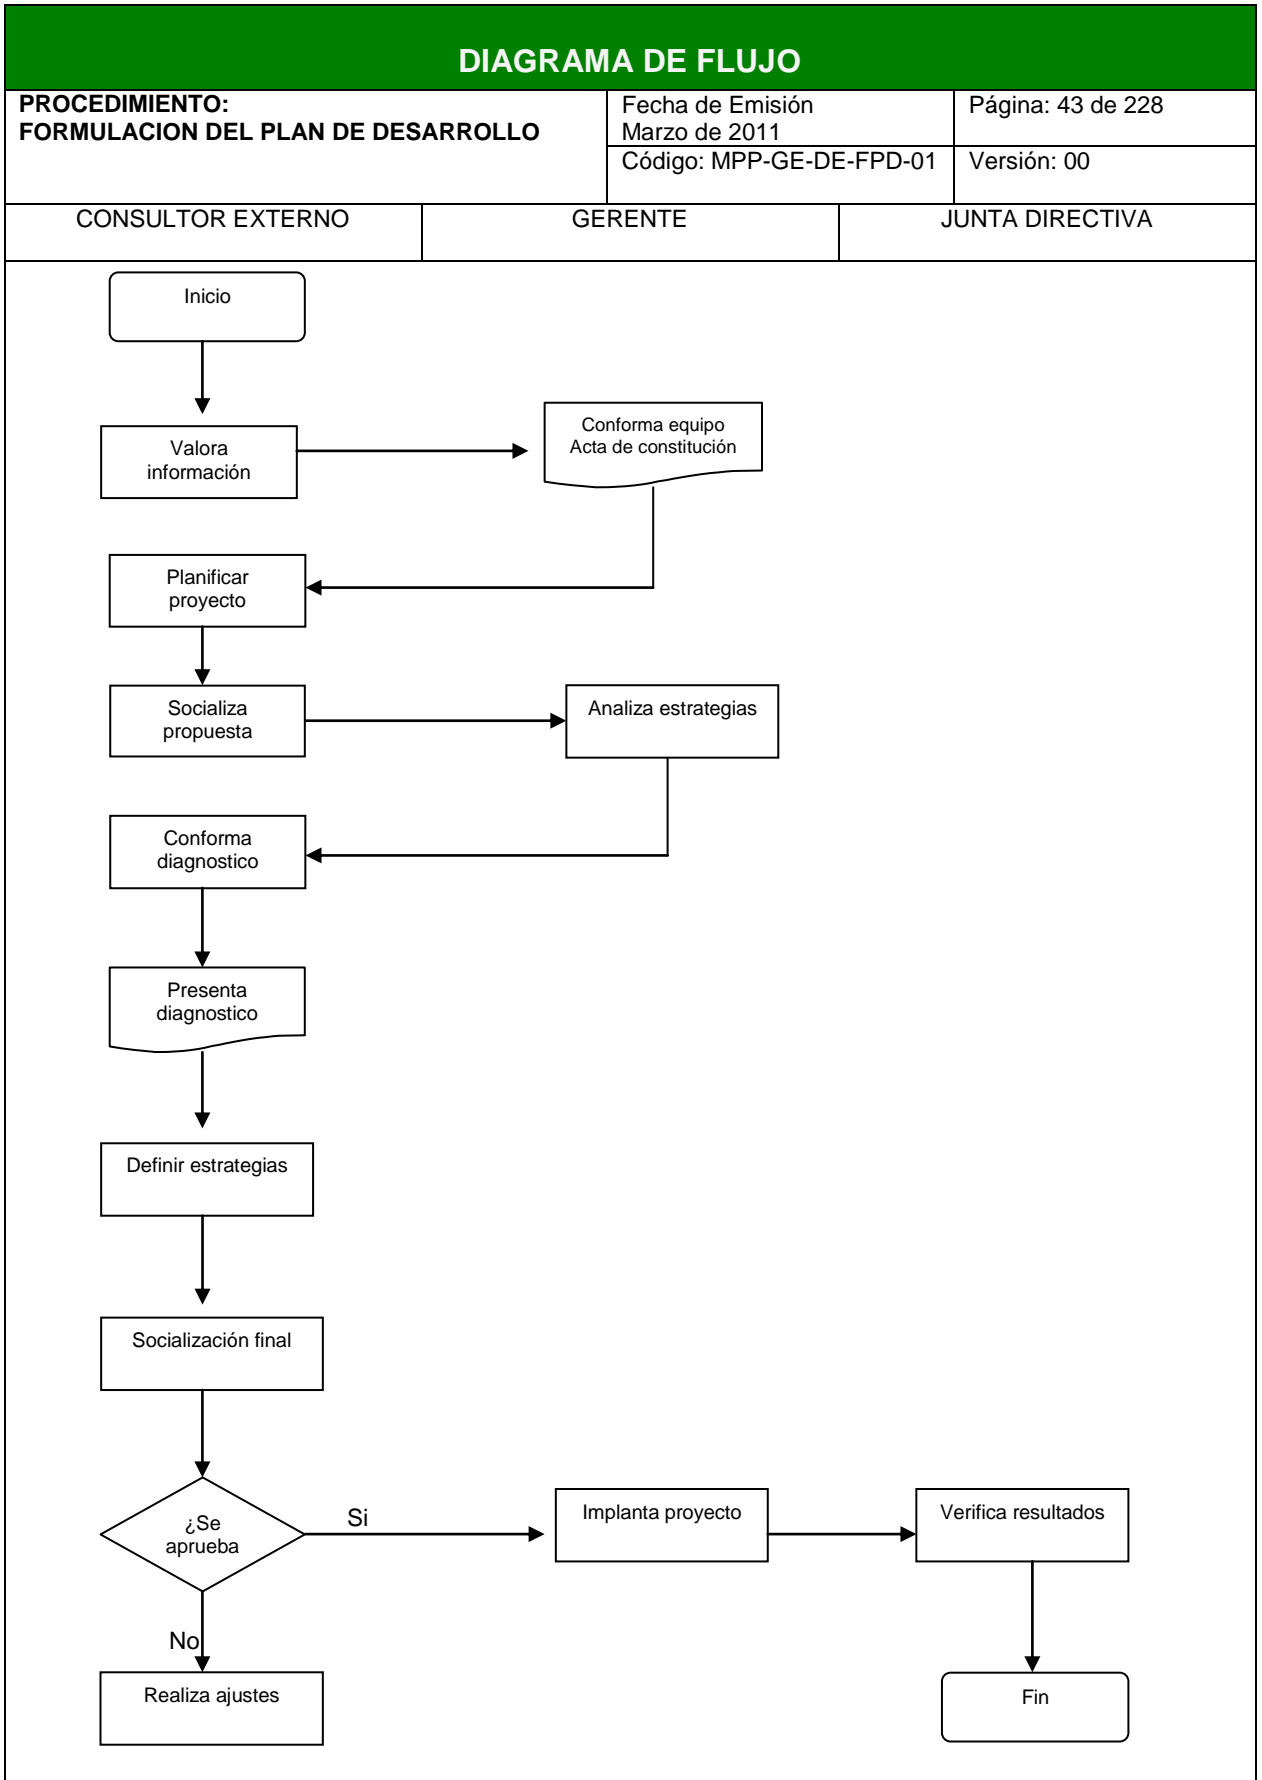 DIAGRAMA DE FLUJO
PROCEDIMIENTO:
FORMULACION DEL PLAN DE DESARROLLO
Fecha de Emisión
Marzo de 2011
Página: 43 de 228
Código: MPP-GE-DE-FPD-01
Versión: 00
CONSULTOR EXTERNO
GERENTE
JUNTA DIRECTIVA
Inicio
Valora
información
Conforma equipo
Acta de constitución
Planificar
proyecto
Socializa
propuesta
Analiza estrategias
Conforma
diagnostico
Presenta
diagnostico
Definir estrategias
Socialización final
¿Se
aprueba
Si
Implanta proyecto
Verifica resultados
No
Realiza ajustes
Fin